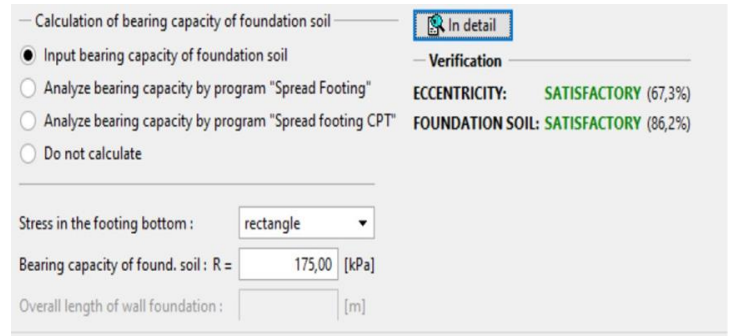 Calculation of bearing capacity of foundation soil
Input bearing capacity of foundation soil
Analyze bearing capacity by program "Spread Footing"
Analyze bearing capacity by program "Spread footing CPT"
Do not calculate
Stress in the footing bottom : rectangle
Bearing capacity of found. soil : R = 175,00 [kPa]
Overall length of wall foundation : [m]
In detail
Verification
ECCENTRICITY: SATISFACTORY (67,3%)
FOUNDATION SOIL: SATISFACTORY (86,2%)